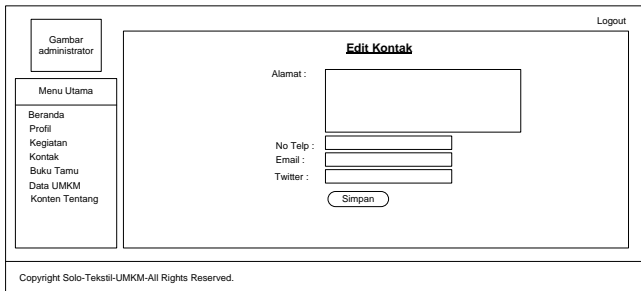 Logout
Gambar
administrator
Menu Utama
Beranda
Profil
Kegiatan
Kontak
Buku Tamu
Data UMKM
Konten Tentang
Edit Kontak
Alamat :
No Telp :
Email :
Twitter :
Simpan
Copyright Solo-Tekstil-UMKM-All Rights Reserved.